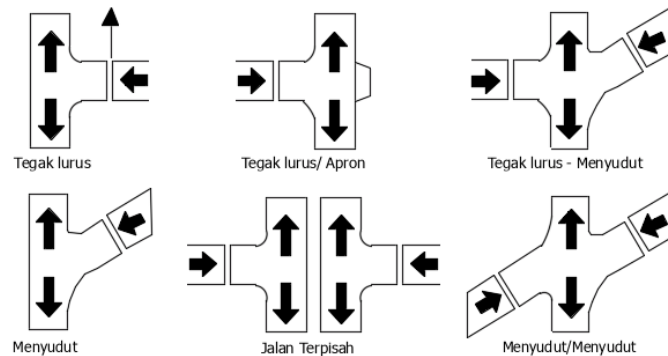 Tegak lurus
Tegak lurus/ Apron
Tegak lurus - Menyudut
Menyudut
Jalan Terpisah
Menyudut/Menyudut